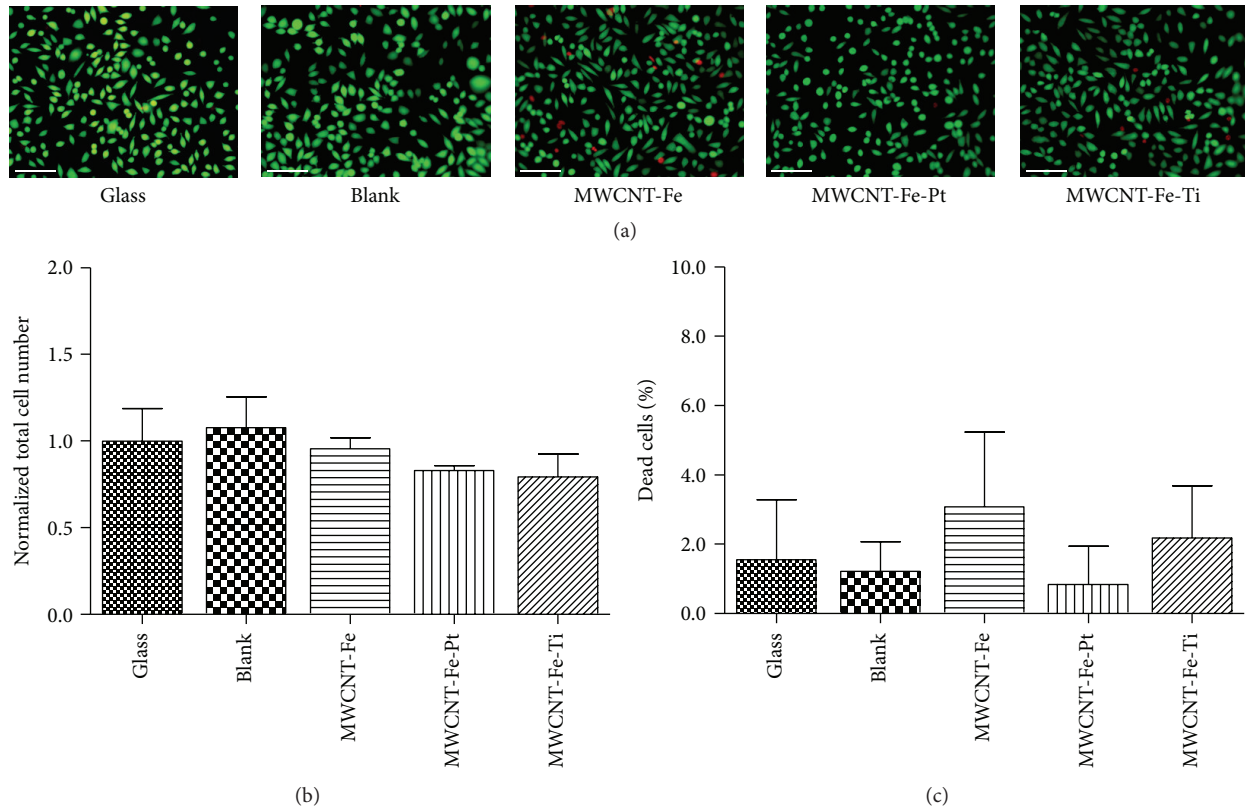 Glass
Blank
MWCNT-Fe
MWCNT-Fe-Pt
MWCNT-Fe-Ti
(a)
Normalized total cell number
2.0
1.5
1.0
0.5
0.0
Glass
Blank
MWCNT-Fe
MWCNT-Fe-Pt
MWCNT-Fe-Ti
(b)
Dead cells (%)
10.0
8.0
6.0
4.0
2.0
0.0
Glass
Blank
MWCNT-Fe
MWCNT-Fe-Pt
MWCNT-Fe-Ti
(c)